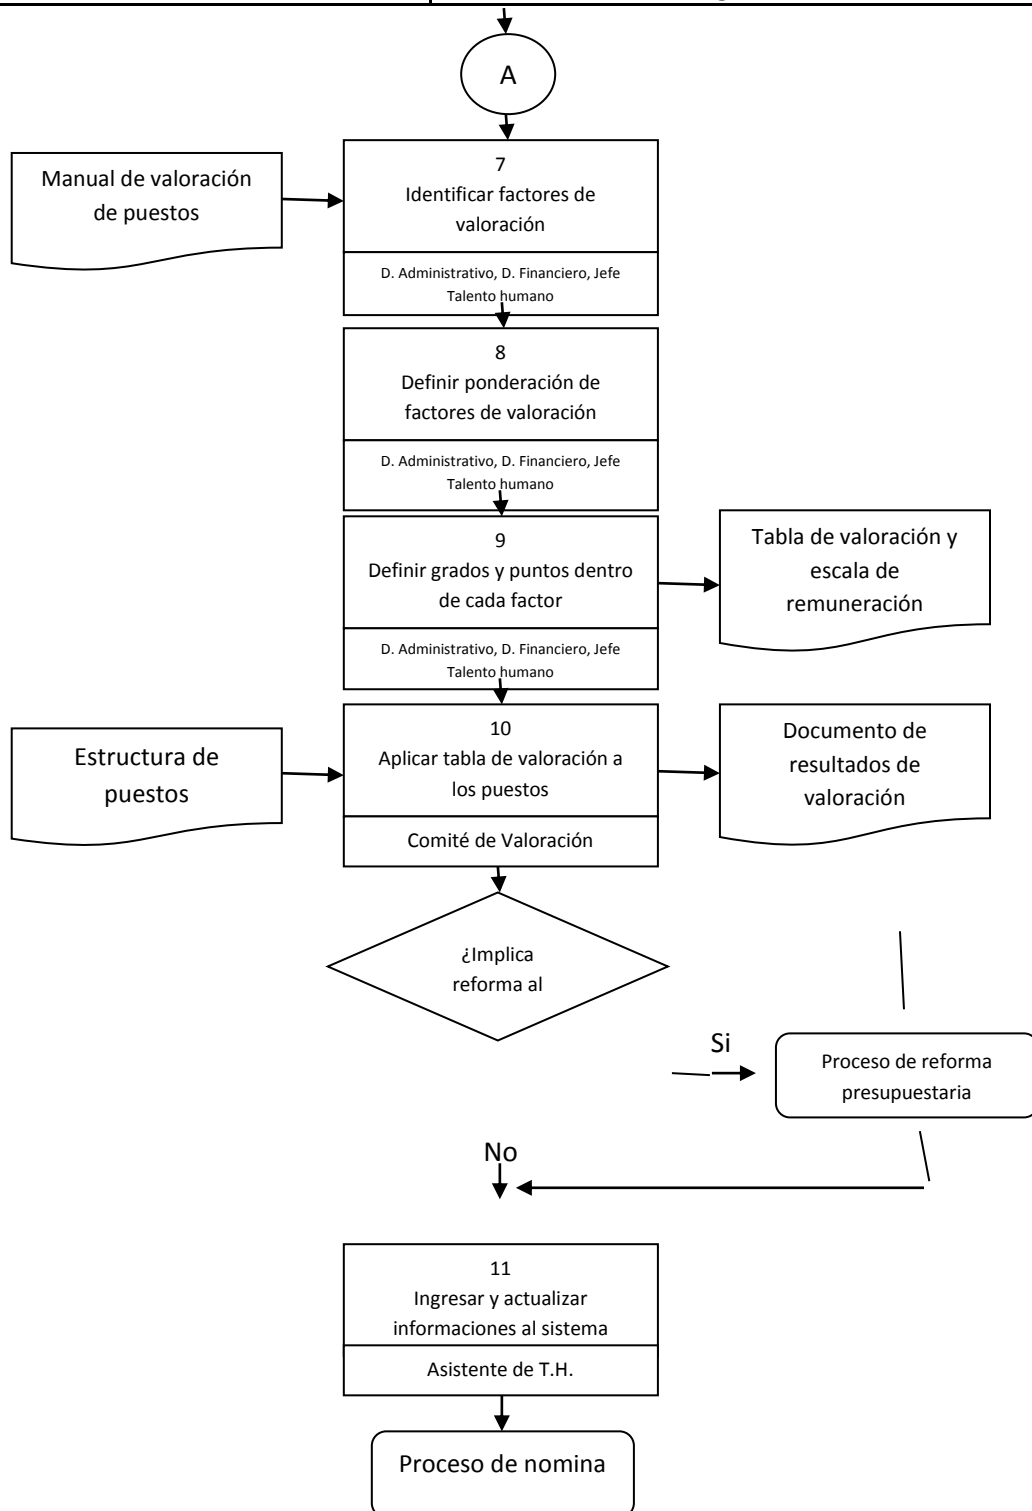 A
Manual de valoración
de puestos
7
Identificar factores de
valoración
D. Administrativo, D. Financiero, Jefe
Talento humano
8
Definir ponderación de
factores de valoración
D. Administrativo, D. Financiero, Jefe
Talento humano
9
Definir grados y puntos dentro
de cada factor
D. Administrativo, D. Financiero, Jefe
Talento humano
Tabla de valoración y
escala de
remuneración
Estructura de
puestos
10
Aplicar tabla de valoración a
los puestos
Comité de Valoración
Documento de
resultados de
valoración
¿Implica
reforma al
Si
Proceso de reforma
presupuestaria
No
11
Ingresar y actualizar
informaciones al sistema
Asistente de T.H.
Proceso de nomina